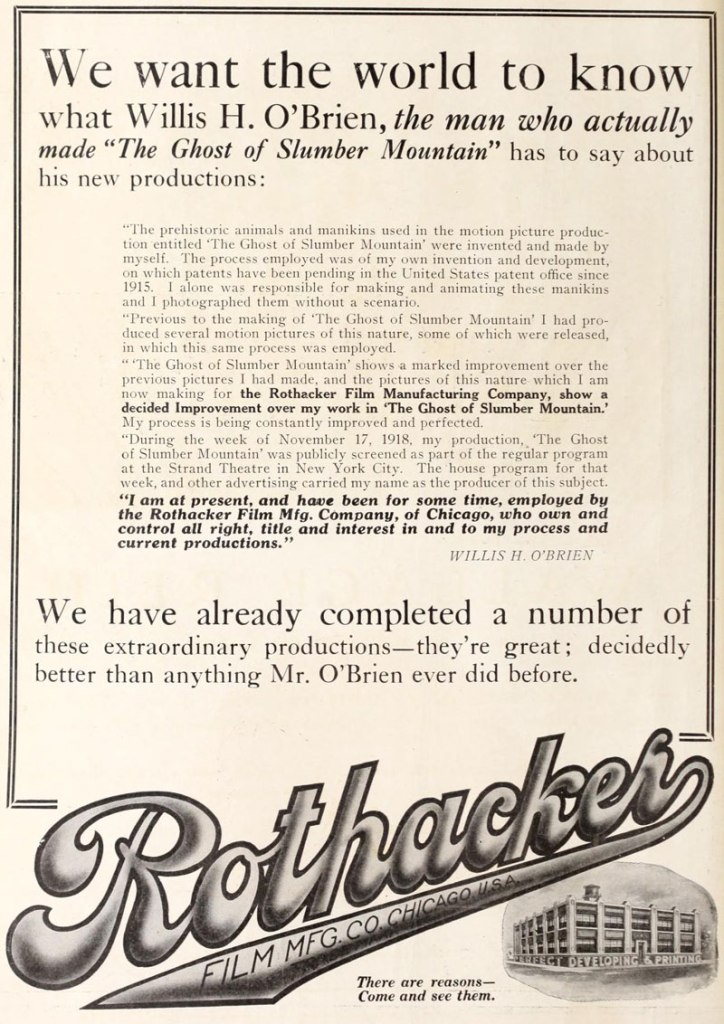 We want the world to know
what Willis H. O'Brien, the man who actually
made "The Ghost of Slumber Mountain" has to say about
his new productions:
"The prehistoric animals and manikins used in the motion picture produc-
tion entitled 'The Ghost of Slumber Mountain' were invented and made by
myself. The process employed was of my own invention and development,
on which patents have been pending in the United States patent office since
1915. I alone was responsible for making and animating these manikins
and I photographed them without a scenario.
"Previous to the making of 'The Ghost of Slumber Mountain' I had pro-
duced several motion pictures of this nature, some of which were released,
in which this same process was employed.
"'The Ghost of Slumber Mountain' shows a marked improvement over the
previous pictures I had made, and the pictures of this nature which I am
now making for the Rothacker Film Manufacturing Company, show a
decided Improvement over my work in 'The Ghost of Slumber Mountain.'
My process is being constantly improved and perfected.
"During the week of November 17, 1918, my production, 'The Ghost
of Slumber Mountain' was publicly screened as part of the regular program
at the Strand Theatre in New York City. The house program for that
week, and other advertising carried my name as the producer of this subject.
"I am at present, and have been for some time, employed by
the Rothacker Film Mfg. Company, of Chicago, who own and
control all right, title and interest in and to my process and
current productions."
WILLIS H. O'BRIEN
We have already completed a number of
these extraordinary productions—they're great; decidedly
better than anything Mr. O'Brien ever did before.
Rothacker
FILM MFG. CO. CHICAGO. U.S.A.
PERFECT DEVELOPING & PRINTING
There are reasons—
Come and see them.